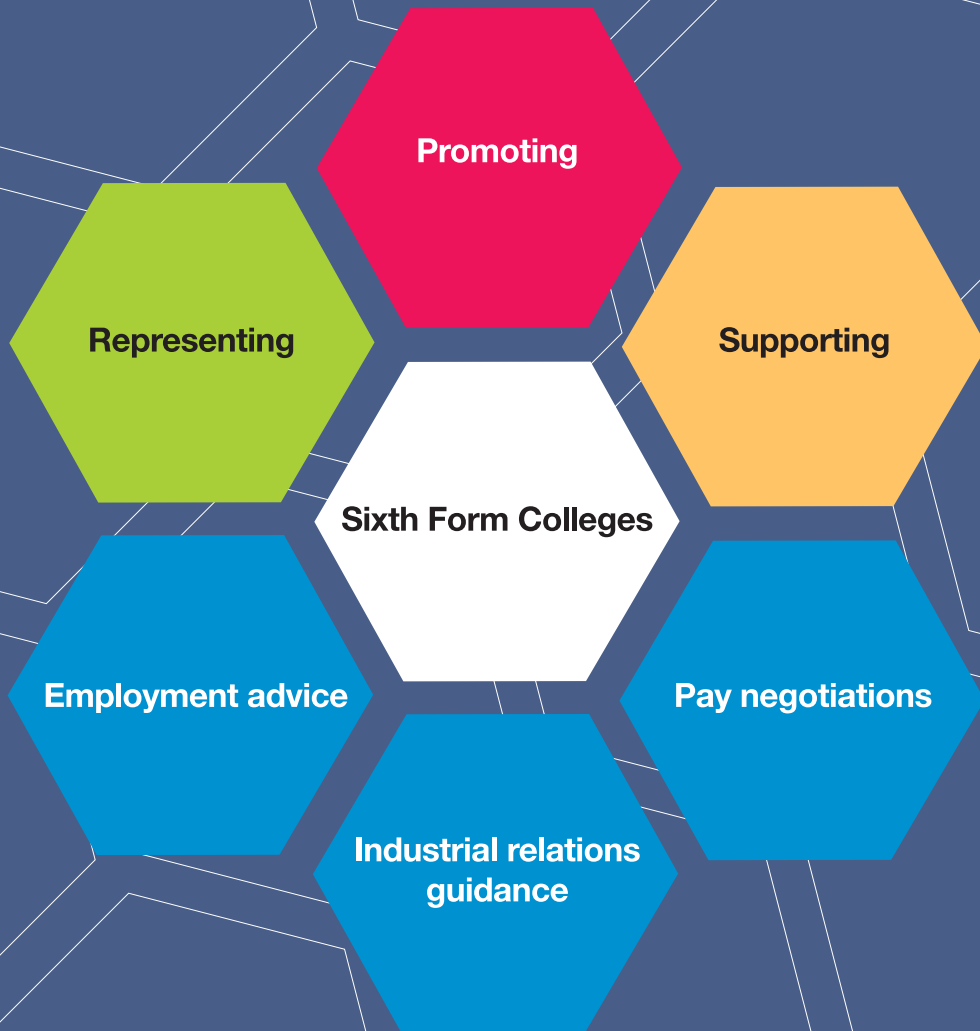 Promoting
Representing
Supporting
Sixth Form Colleges
Employment advice
Pay negotiations
Industrial relations
guidance